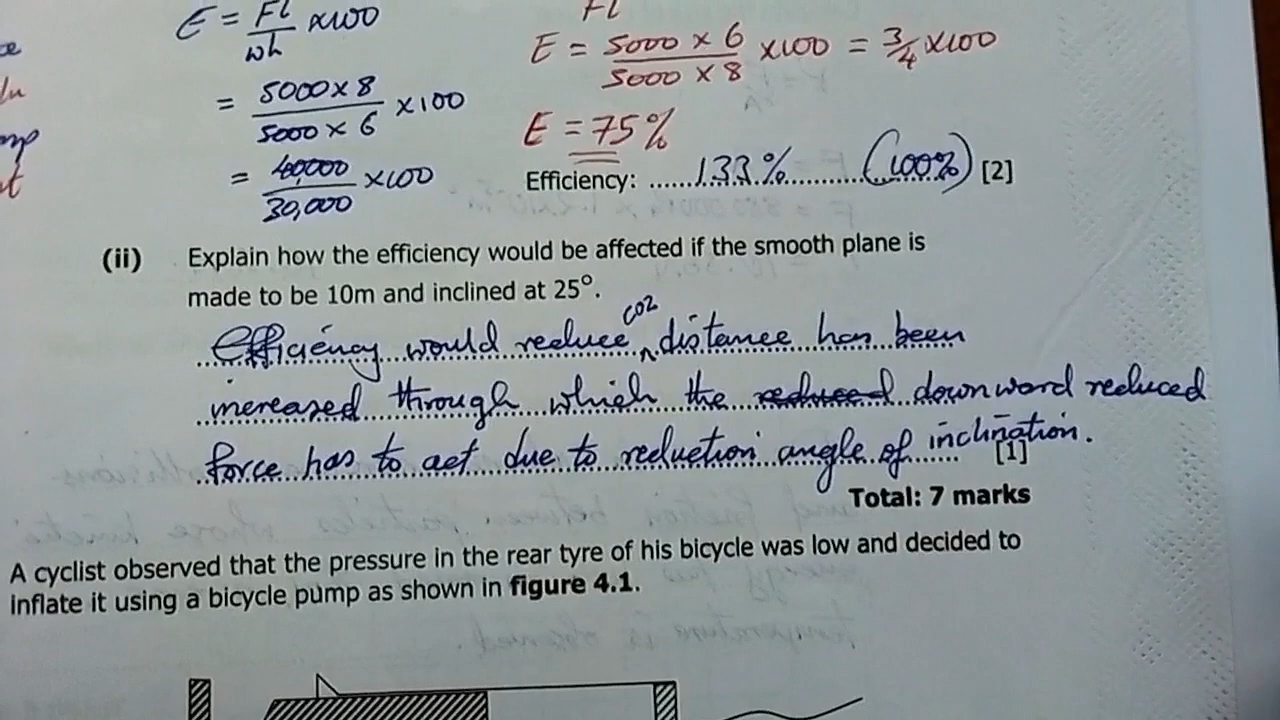 E = Fl/wh x100
Fl
E = 5000 x 6 / 5000 x 8 x100 = 3/4 x100
= 5000 x 8 / 5000 x 6 x100
E = 75%
= 40,000 / 30,000 x100
Efficiency: 133% (100%) [2]
(ii) Explain how the efficiency would be affected if the smooth plane is
made to be 10m and inclined at 25°.
Efficiency would reduce coz distance has been
increased through which the reduced downward reduced
force has to act due to reduction angle of inclination. [1]
Total: 7 marks
A cyclist observed that the pressure in the rear tyre of his bicycle was low and decided to
inflate it using a bicycle pump as shown in figure 4.1.